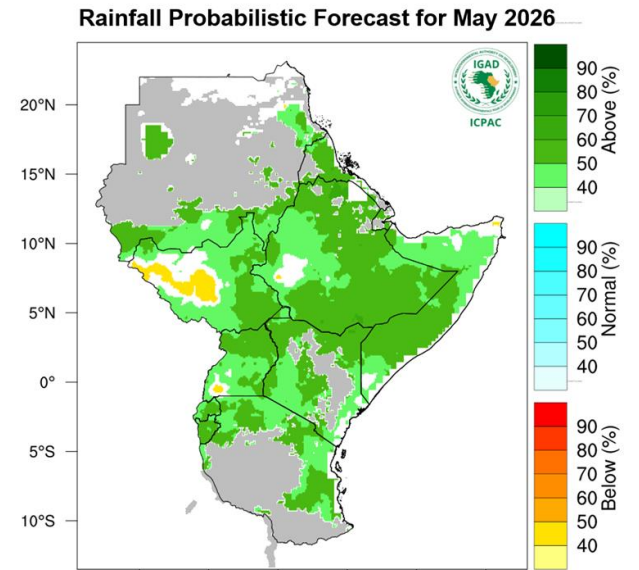 Rainfall Probabilistic Forecast for May 2026
IGAD
ICPAC
20°N
15°N
10°N
5°N
0°
5°S
10°S
90
80
70
60
50
40
Above (%)
90
80
70
60
50
40
Normal (%)
90
80
70
60
50
40
Below (%)